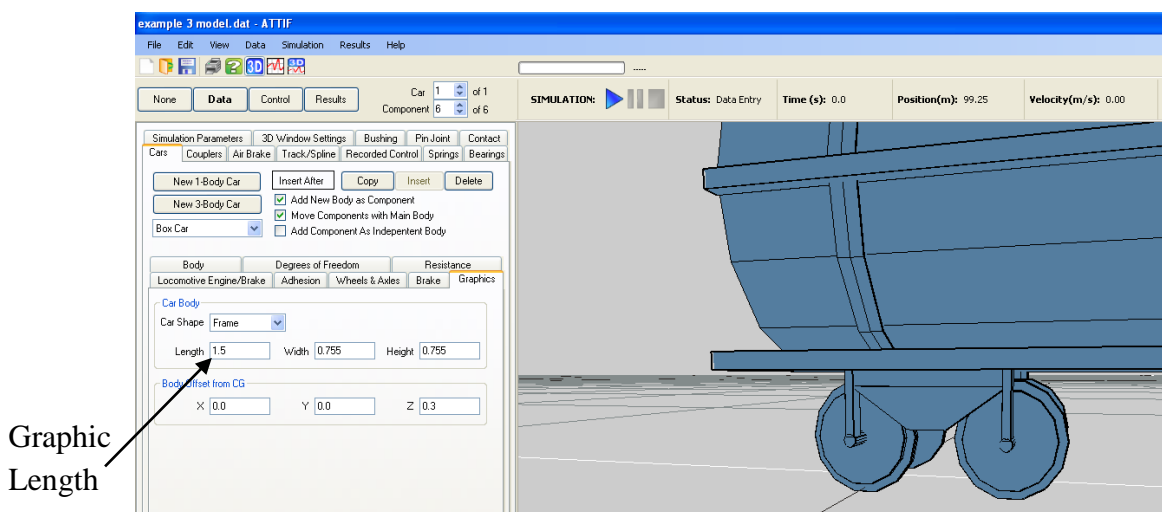 example 3 model.dat - ATTIF
File Edit View Data Simulation Results Help
3D 3D
.....
None Data Control Results Car 1 of 1 Component 6 of 6 SIMULATION: Status: Data Entry Time (s): 0.0 Position(m): 99.25 Velocity(m/s): 0.00
Simulation Parameters 3D Window Settings Bushing Pin Joint Contact
Cars Couplers Air Brake Track/Spline Recorded Control Springs Bearings
New 1-Body Car Insert After Copy Insert Delete
New 3-Body Car Add New Body as Component
Move Components with Main Body
Box Car Add Component As Indepentent Body
Body Degrees of Freedom Resistance
Locomotive Engine/Brake Adhesion Wheels & Axles Brake Graphics
Car Body
Car Shape Frame
Length 1.5 Width 0.755 Height 0.755
Body Offset from CG
X 0.0 Y 0.0 Z 0.3
Graphic
Length